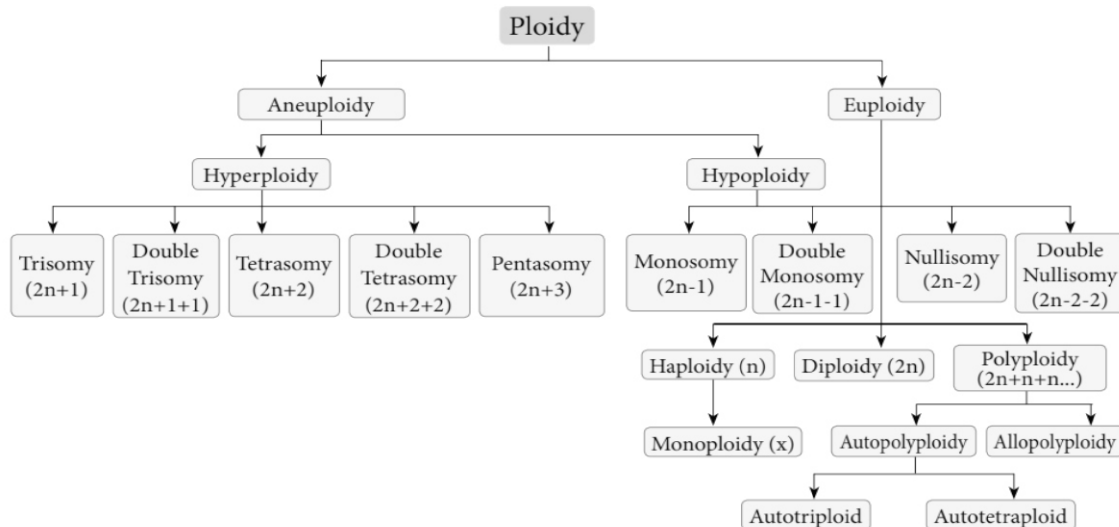 Ploidy
Aneuploidy
Euploidy
Hyperploidy
Hypoploidy
Trisomy
(2n+1)
Double
Trisomy
(2n+1+1)
Tetrasomy
(2n+2)
Double
Tetrasomy
(2n+2+2)
Pentasomy
(2n+3)
Monosomy
(2n-1)
Double
Monosomy
(2n-1-1)
Nullisomy
(2n-2)
Double
Nullisomy
(2n-2-2)
Haploidy (n)
Diploidy (2n)
Polyploidy
(2n+n+n...)
Monoploidy (x)
Autopolyploidy
Allopolyploidy
Autotriploid
Autotetraploid